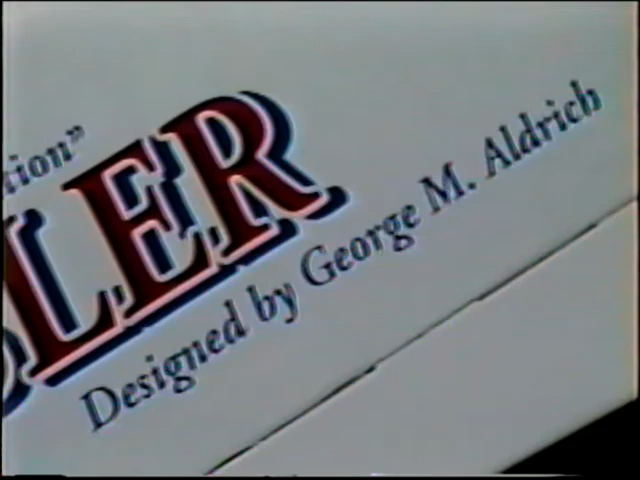 tion”
LER
Designed by George M. Aldrich